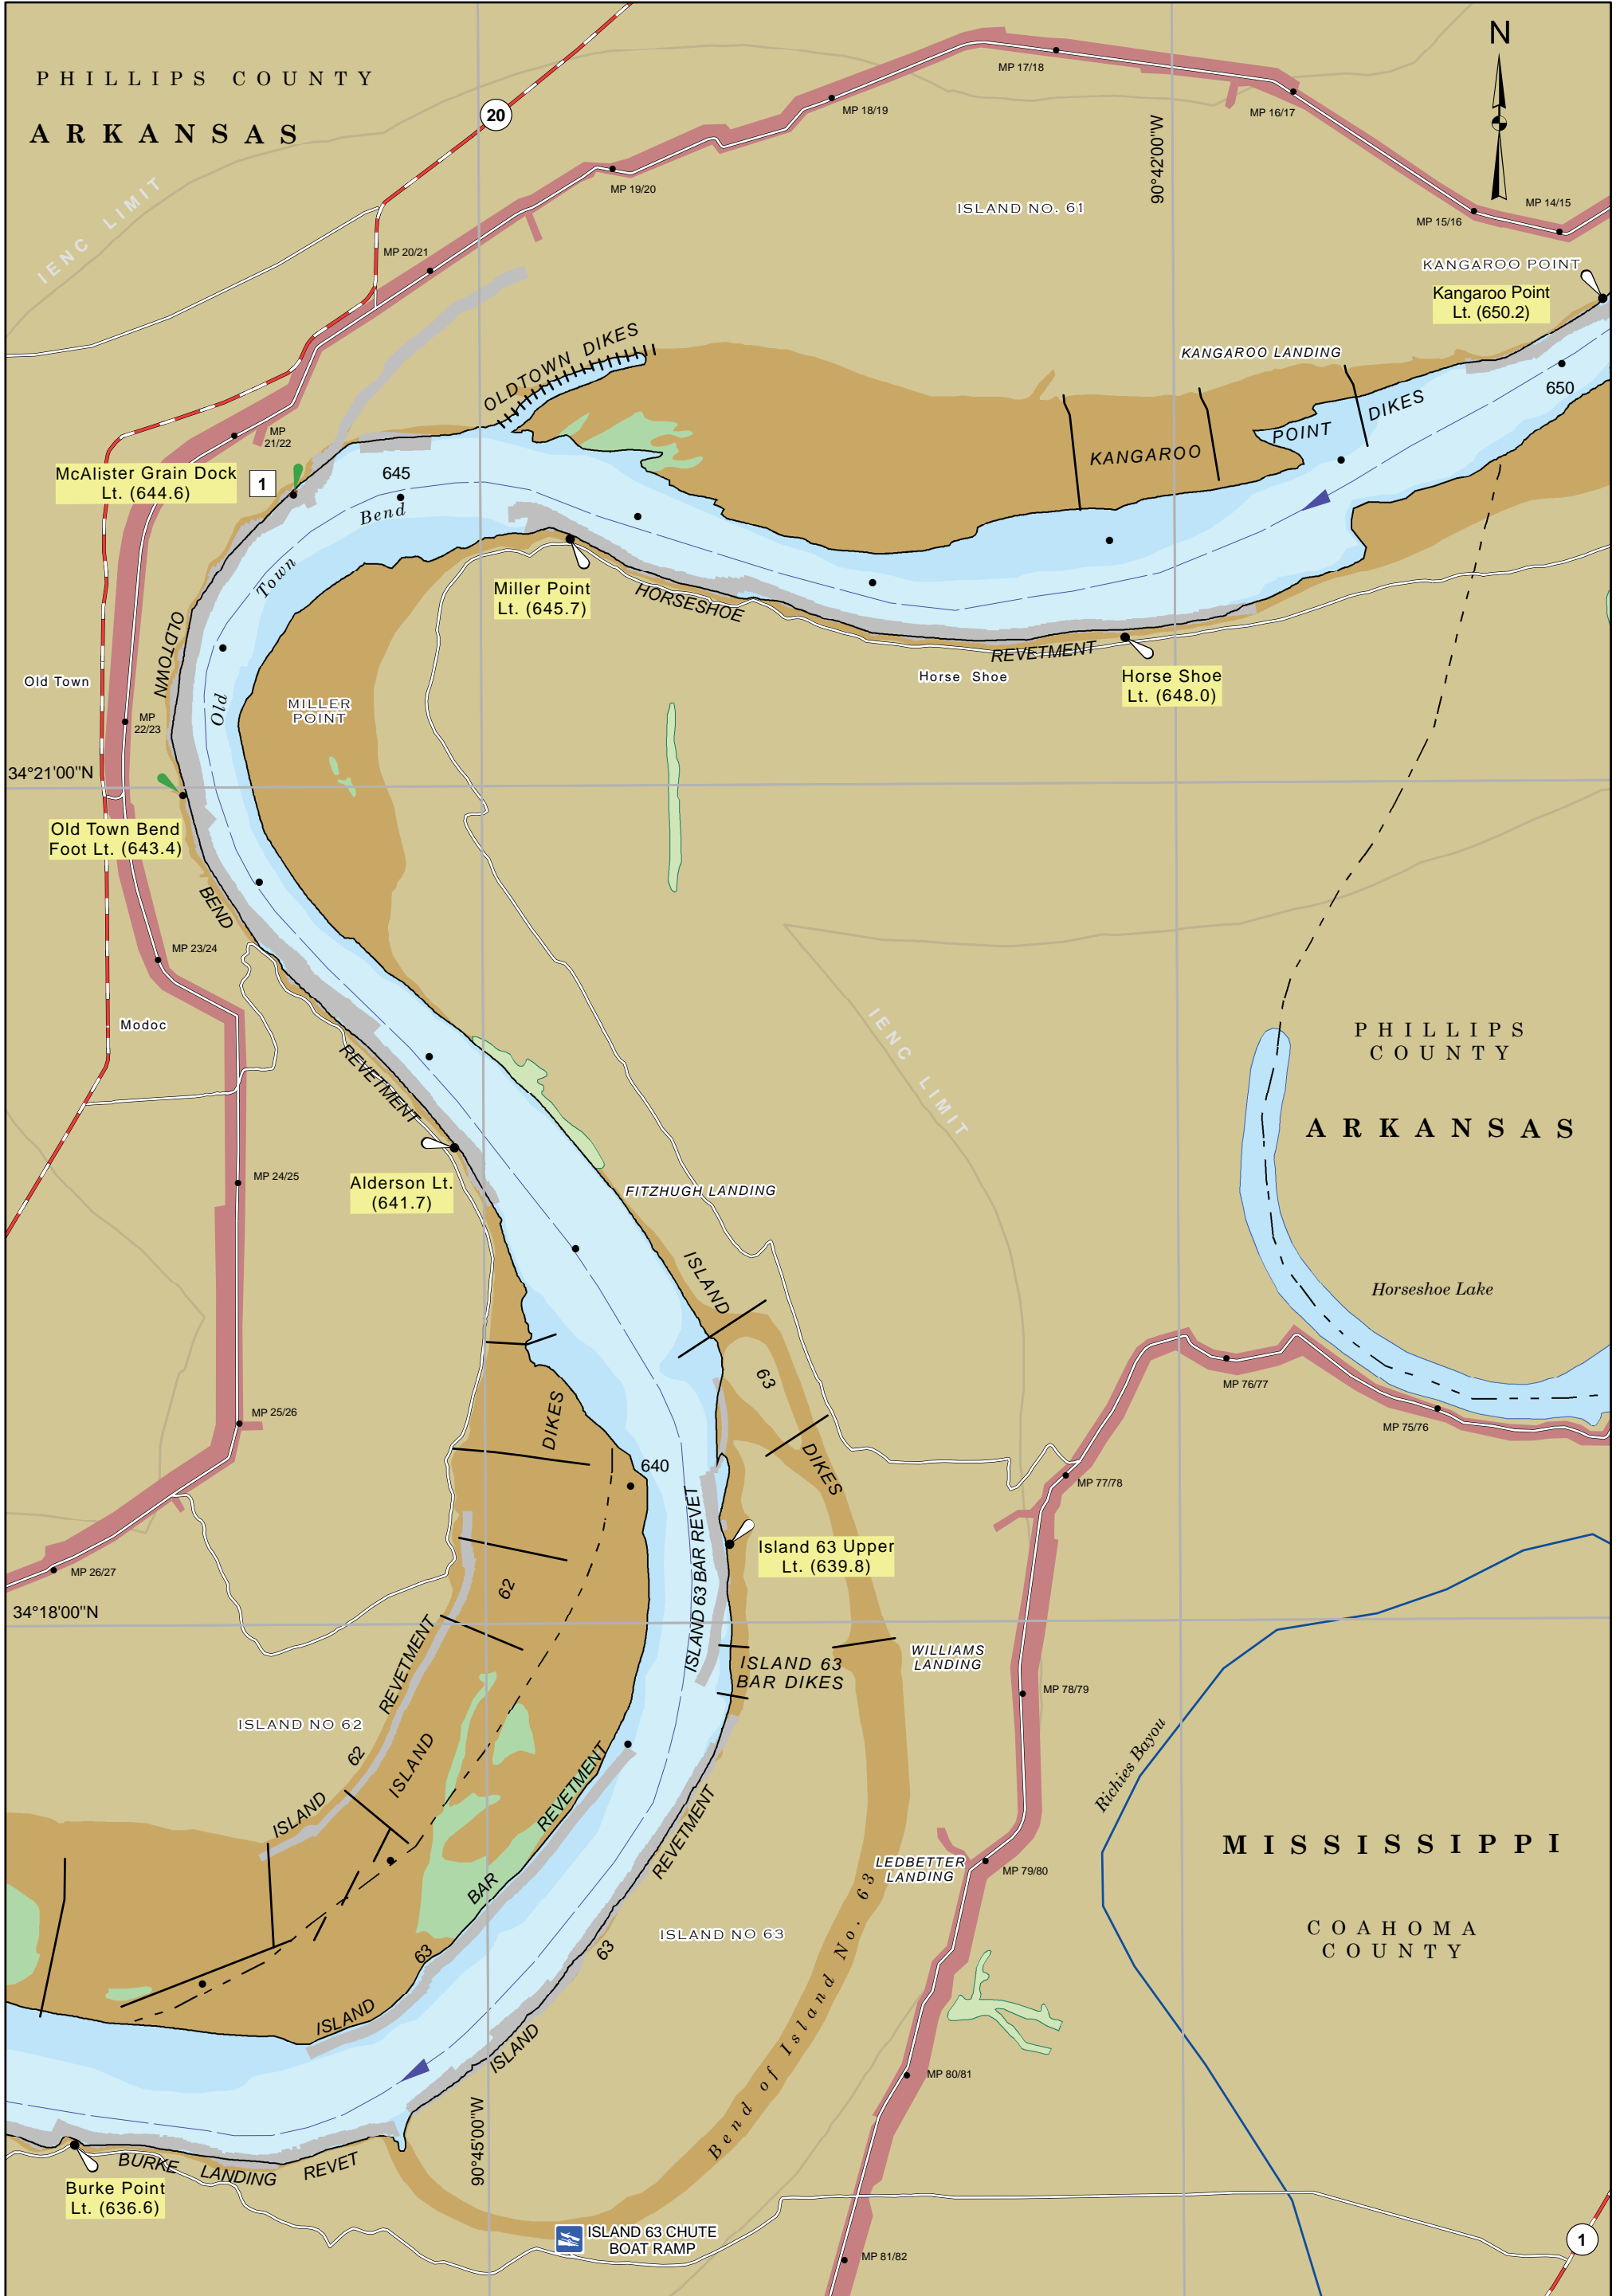 PHILLIPS COUNTY
ARKANSAS
IENC LIMIT
20
MP 17/18
MP 18/19
MP 16/17
MP 19/20
MP 20/21
N
90°42'00"W
ISLAND NO. 61
MP 15/16
MP 14/15
KANGAROO POINT
Kangaroo Point
Lt. (650.2)
KANGAROO LANDING
650
OLDTOWN DIKES
KANGAROO
POINT
DIKES
MP
21/22
McAlister Grain Dock
Lt. (644.6)
1
645
Old
Town
Bend
Miller Point
Lt. (645.7)
HORSESHOE
REVETMENT
Horse Shoe
Horse Shoe
Lt. (648.0)
Old Town
OLDTOWN
MILLER
POINT
MP
22/23
34°21'00"N
Old Town Bend
Foot Lt. (643.4)
BEND
MP 23/24
Modoc
REVETMENT
Alderson Lt.
(641.7)
MP 24/25
IENC LIMIT
PHILLIPS
COUNTY
ARKANSAS
FITZHUGH LANDING
Horseshoe Lake
ISLAND
63
DIKES
MP 76/77
MP 75/76
MP 25/26
DIKES
640
MP 77/78
ISLAND 63 BAR REVET
Island 63 Upper
Lt. (639.8)
MP 26/27
62
34°18'00"N
REVETMENT
ISLAND 63
BAR DIKES
WILLIAMS
LANDING
MP 78/79
ISLAND NO 62
62
ISLAND
ISLAND
REVETMENT
BAR
63
ISLAND
REVETMENT
63
ISLAND
Richies Bayou
MISSISSIPPI
LEDBETTER
LANDING
MP 79/80
ISLAND NO 63
COAHOMA
COUNTY
Bend of Island No. 63
MP 80/81
90°45'00"W
BURKE LANDING REVET
Burke Point
Lt. (636.6)
ISLAND 63 CHUTE
BOAT RAMP
MP 81/82
1